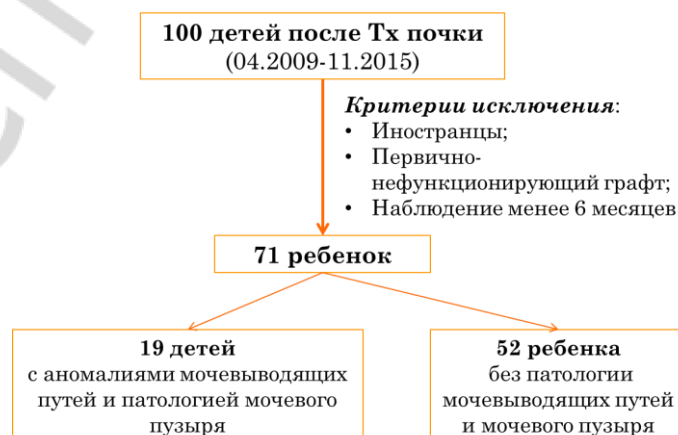 100 детей после Тх почки
(04.2009-11.2015)
Критерии исключения:
• Иностранцы;
• Первично-
нефункционирующий графт;
• Наблюдение менее 6 месяцев
71 ребенок
19 детей
с аномалиями мочевыводящих
путей и патологией мочевого
пузыря
52 ребенка
без патологии
мочевыводящих путей
и мочевого пузыря